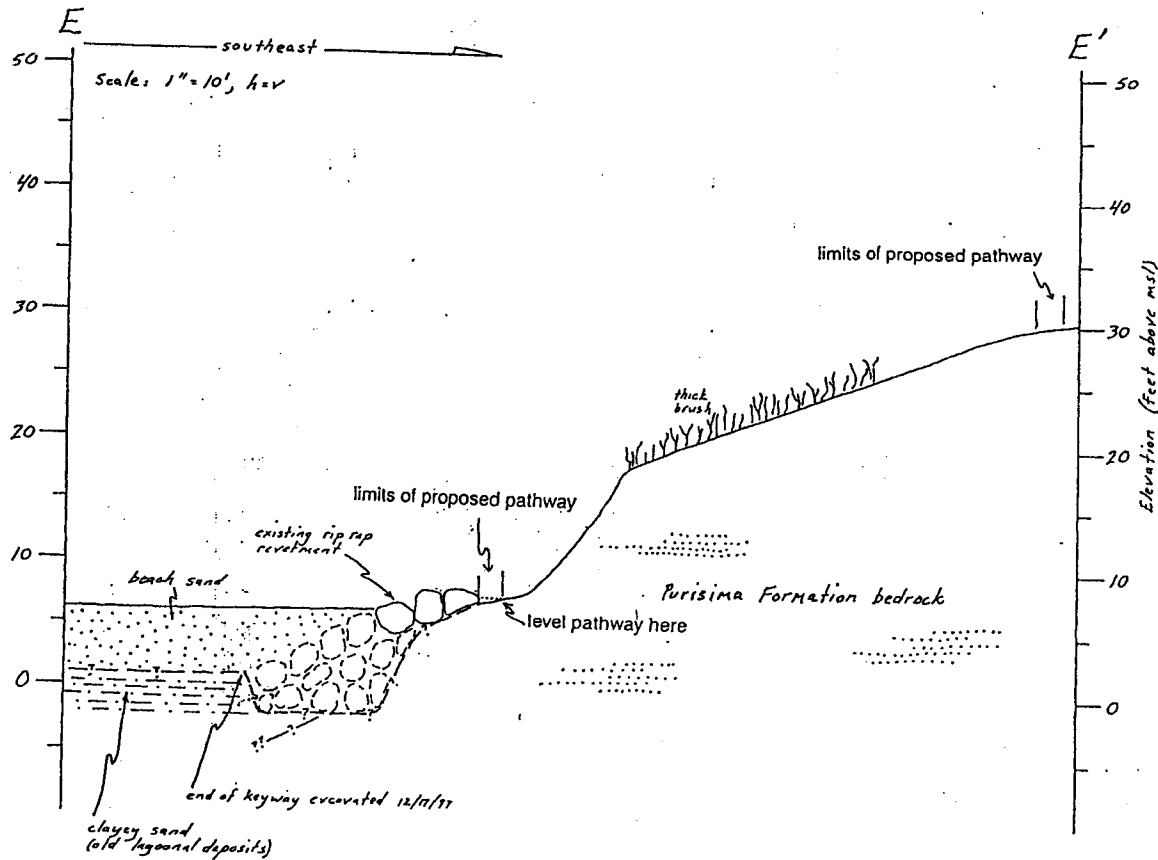 E
E'
southeast
Scale: 1" = 10', h=v
50
40
30
20
10
0
50
40
30
20
10
0
Elevation (feet above msl)
limits of proposed pathway
thick
brush
limits of proposed pathway
existing rip rap
revetment
beach sand
Purisima Formation bedrock
level pathway here
?
?
?
??
end of keyway excavated 12/17/97
clayey sand
(old lagoonal deposits)